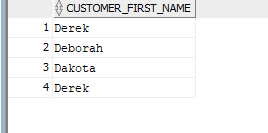 CUSTOMER_FIRST_NAME
1 Derek
2 Deborah
3 Dakota
4 Derek